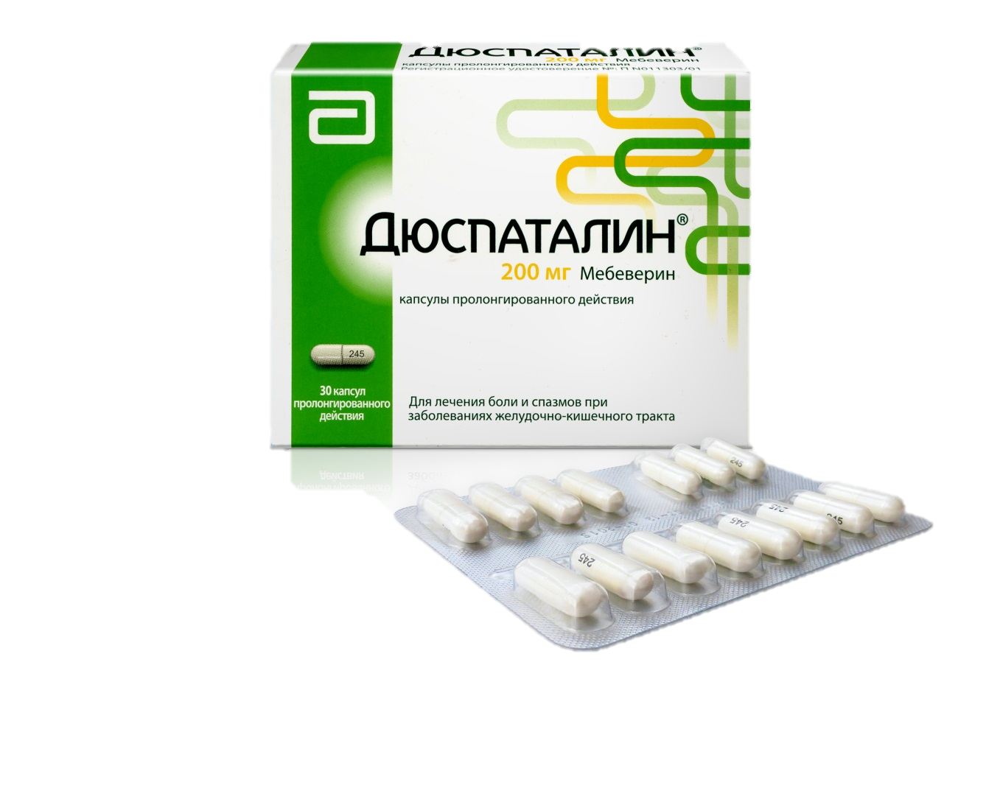 ДЮСПАТАЛИН®
200 мг Мебеверин
капсулы пролонгированного действия
Регистрационное удостоверение №: П N011303/01
ДЮСПАТАЛИН®
200 мг Мебеверин
капсулы пролонгированного действия
245
30 капсул
пролонгированного
действия
Для лечения боли и спазмов при
заболеваниях желудочно-кишечного тракта
245
245
245
245
245